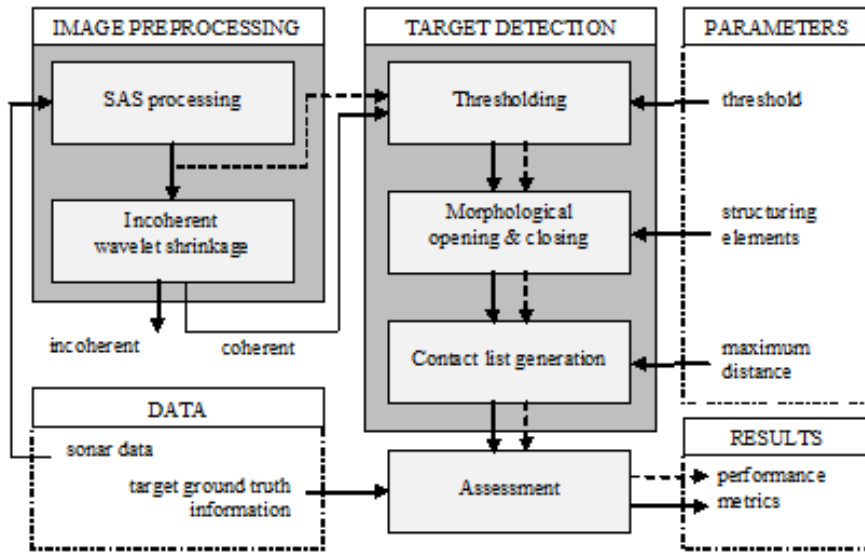 IMAGE PREPROCESSING
SAS processing
Incoherent
wavelet shrinkage
incoherent
coherent
TARGET DETECTION
Thresholding
Morphological
opening & closing
Contact list generation
PARAMETERS
threshold
structuring
elements
maximum
distance
DATA
sonar data
target ground truth
information
Assessment
RESULTS
performance
metrics